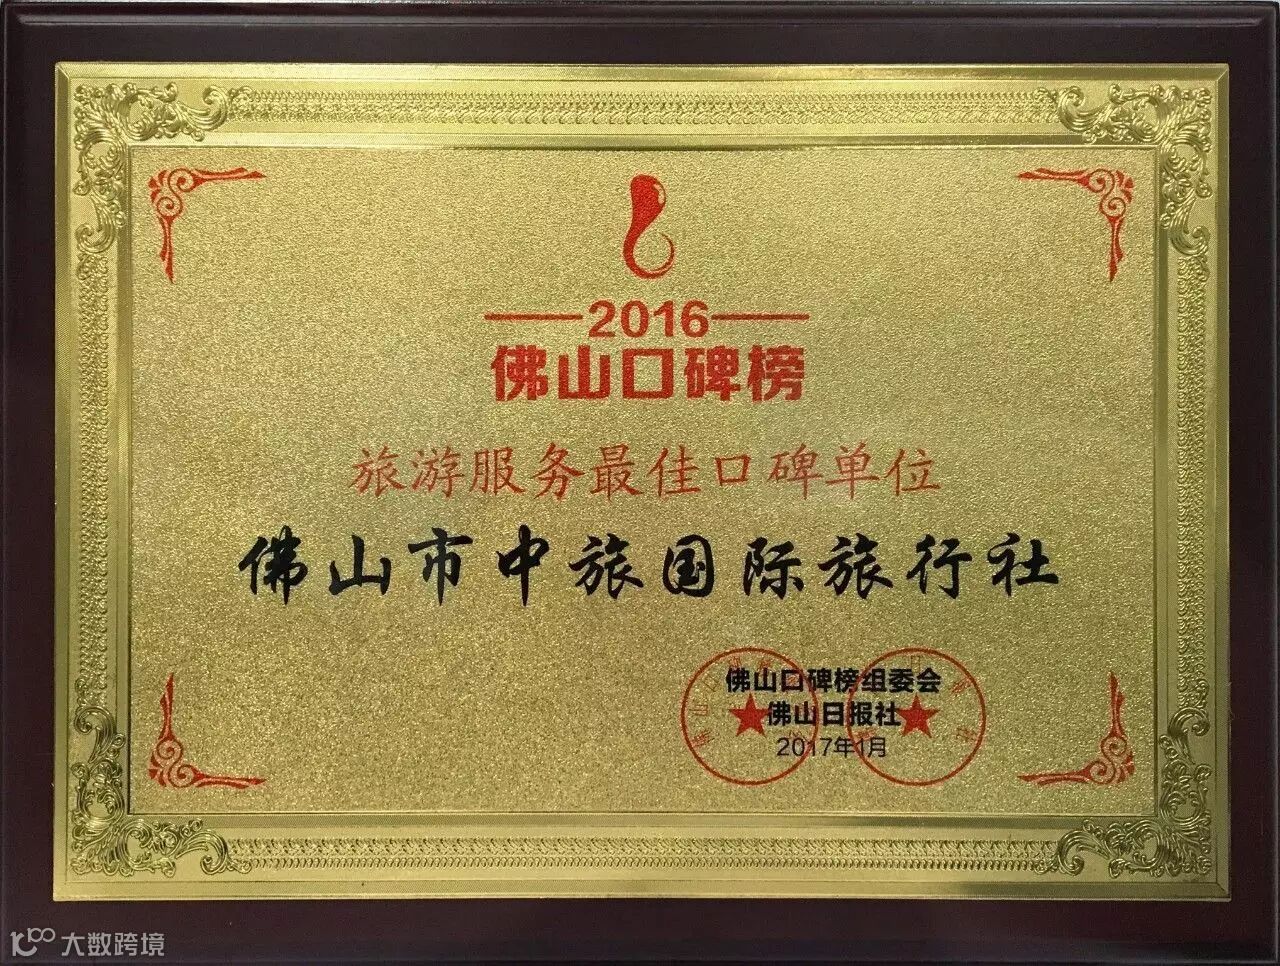 2016
佛山口碑榜
旅游服务最佳口碑单位
佛山市中旅国际旅行社
佛山口碑榜组委会
佛山日报社
2017年1月
大数跨境